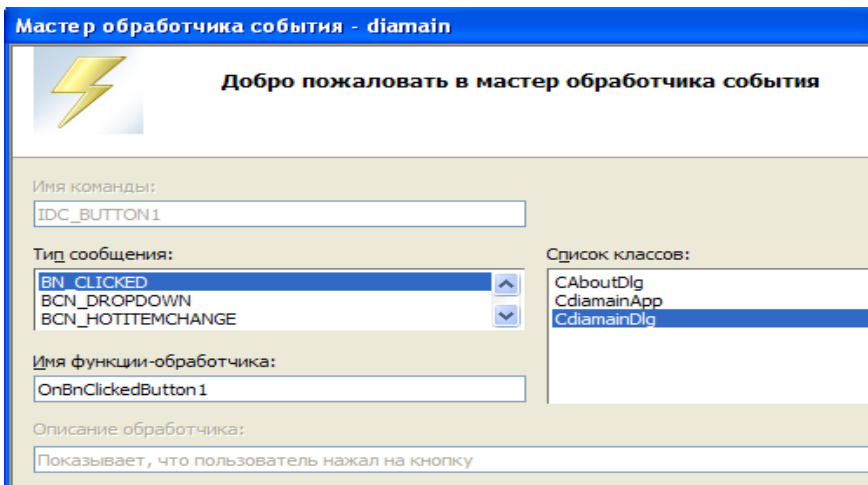 Мастер обработчика события - diamain
Добро пожаловать в мастер обработчика события
Имя команды:
IDC_BUTTON1
Тип сообщения:
BN_CLICKED
BCN_DROPDOWN
BCN_HOTITEMCHANGE
Список классов:
CAboutDlg
CdiamainApp
CdiamainDlg
Имя функции-обработчика:
OnBnClickedButton1
Описание обработчика:
Показывает, что пользователь нажал на кнопку